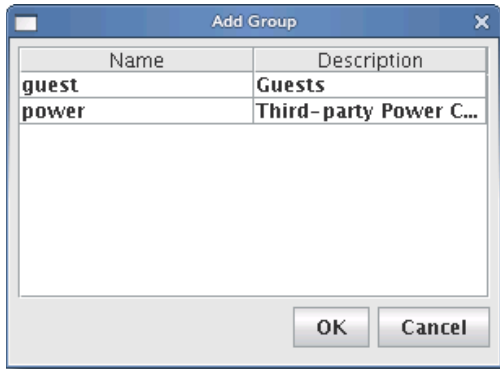 Add Group
Name Description
guest Guests
power Third-party Power C...
OK Cancel